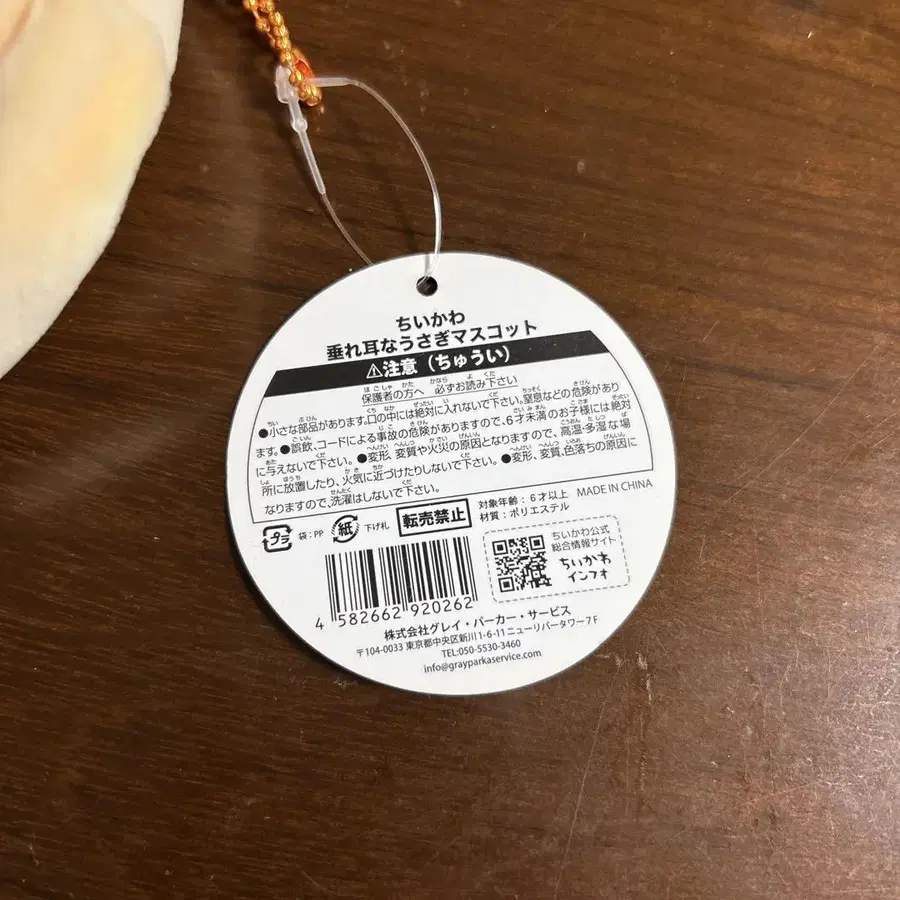 ちいかわ
垂れ耳なうさぎマスコット
⚠注意(ちゅうい)
保護者の方へ 必ずお読み下さい
●小さな部品があります。口の中には絶対に入れないで下さい。窒息などの危険があり
ます。●誤飲、コードによる事故の危険がありますので、6才未満のお子様には絶対
に与えないで下さい。●変形、変質や火災の原因となりますので、高温・多湿な場
所に放置したり、火気に近づけたりしないで下さい。●変形、変質、色落ちの原因に
なりますので、洗濯はしないで下さい。
プラ 袋:PP 紙 下げ札 転売禁止
対象年齢:6才以上 MADE IN CHINA
材質:ポリエステル
ちいかわ公式
総合情報サイト
ちいかわ
インフォ
4 582662 920262
株式会社グレイ・パーカー・サービス
〒104-0033 東京都中央区新川1-6-11ニューリバータワー7F
TEL:050-5530-3460
info@grayparkaservice.com